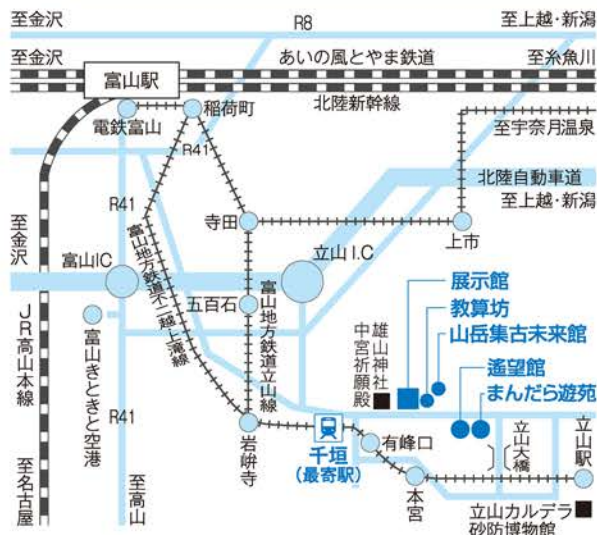 至金沢
R8
至上越・新潟
至金沢
あいの風とやま鉄道
至糸魚川
富山駅
北陸新幹線
電鉄富山
稲荷町
至宇奈月温泉
R41
北陸自動車道
至上越・新潟
R41
寺田
上市
至金沢
富山IC
立山I.C
富山地方鉄道不二越上滝線
富山地方鉄道立山線
五百石
展示館
教算坊
山岳集古未来館
遙望館
まんだら遊苑
雄山神社
中宮祈願殿
JR高山本線
富山きときと空港
R41
岩峅寺
千垣
(最寄駅)
有峰口
本宮
立山大橋
立山駅
至名古屋
至高山
立山カルデラ
砂防博物館